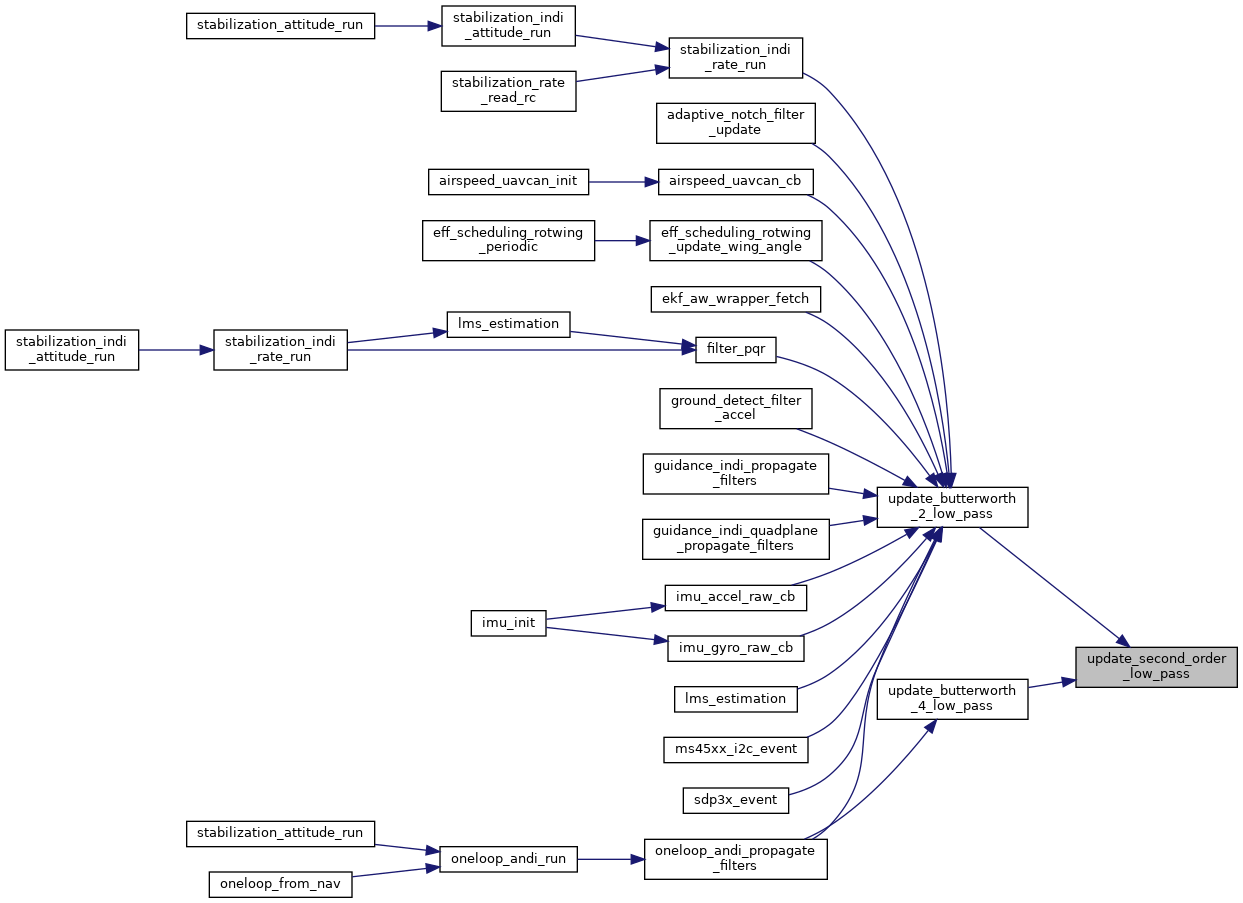 stabilization_attitude_run
stabilization_indi
_attitude_run
stabilization_indi
_rate_run
stabilization_rate
_read_rc
adaptive_notch_filter
_update
airspeed_uavcan_init
airspeed_uavcan_cb
eff_scheduling_rotwing
_periodic
eff_scheduling_rotwing
_update_wing_angle
ekf_aw_wrapper_fetch
stabilization_indi
_attitude_run
stabilization_indi
_rate_run
lms_estimation
filter_pqr
ground_detect_filter
_accel
guidance_indi_propagate
_filters
update_butterworth
_2_low_pass
guidance_indi_quadplane
_propagate_filters
imu_init
imu_accel_raw_cb
imu_gyro_raw_cb
update_second_order
_low_pass
lms_estimation
update_butterworth
_4_low_pass
ms45xx_i2c_event
sdp3x_event
stabilization_attitude_run
oneloop_from_nav
oneloop_andi_run
oneloop_andi_propagate
_filters